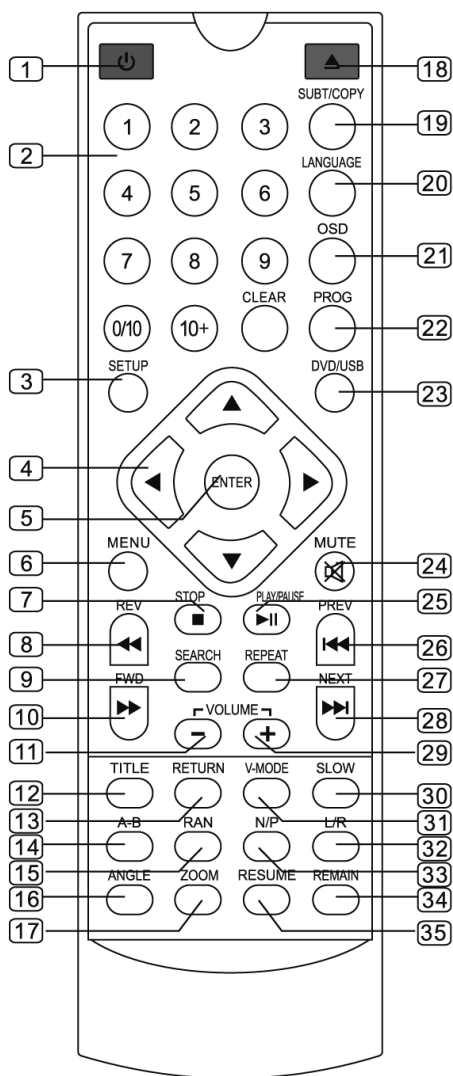 1 18
SUBT/COPY
1 2 3 19
2
LANGUAGE
20
4 5 6
OSD
21
7 8 9
CLEAR PROG
0/10 10+ 22
SETUP DVD/USB
3 23
4
ENTER
5
MENU MUTE
6 24
STOP PLAY/PAUSE
7 25
REV PREV
8 26
SEARCH REPEAT
9 27
FWD NEXT
10 28
VOLUME
- +
11 29
TITLE RETURN V-MODE SLOW
12 30
13 31
A-B RAN N/P L/R
14 32
15 33
ANGLE ZOOM RESUME REMAIN
16 34
17 35